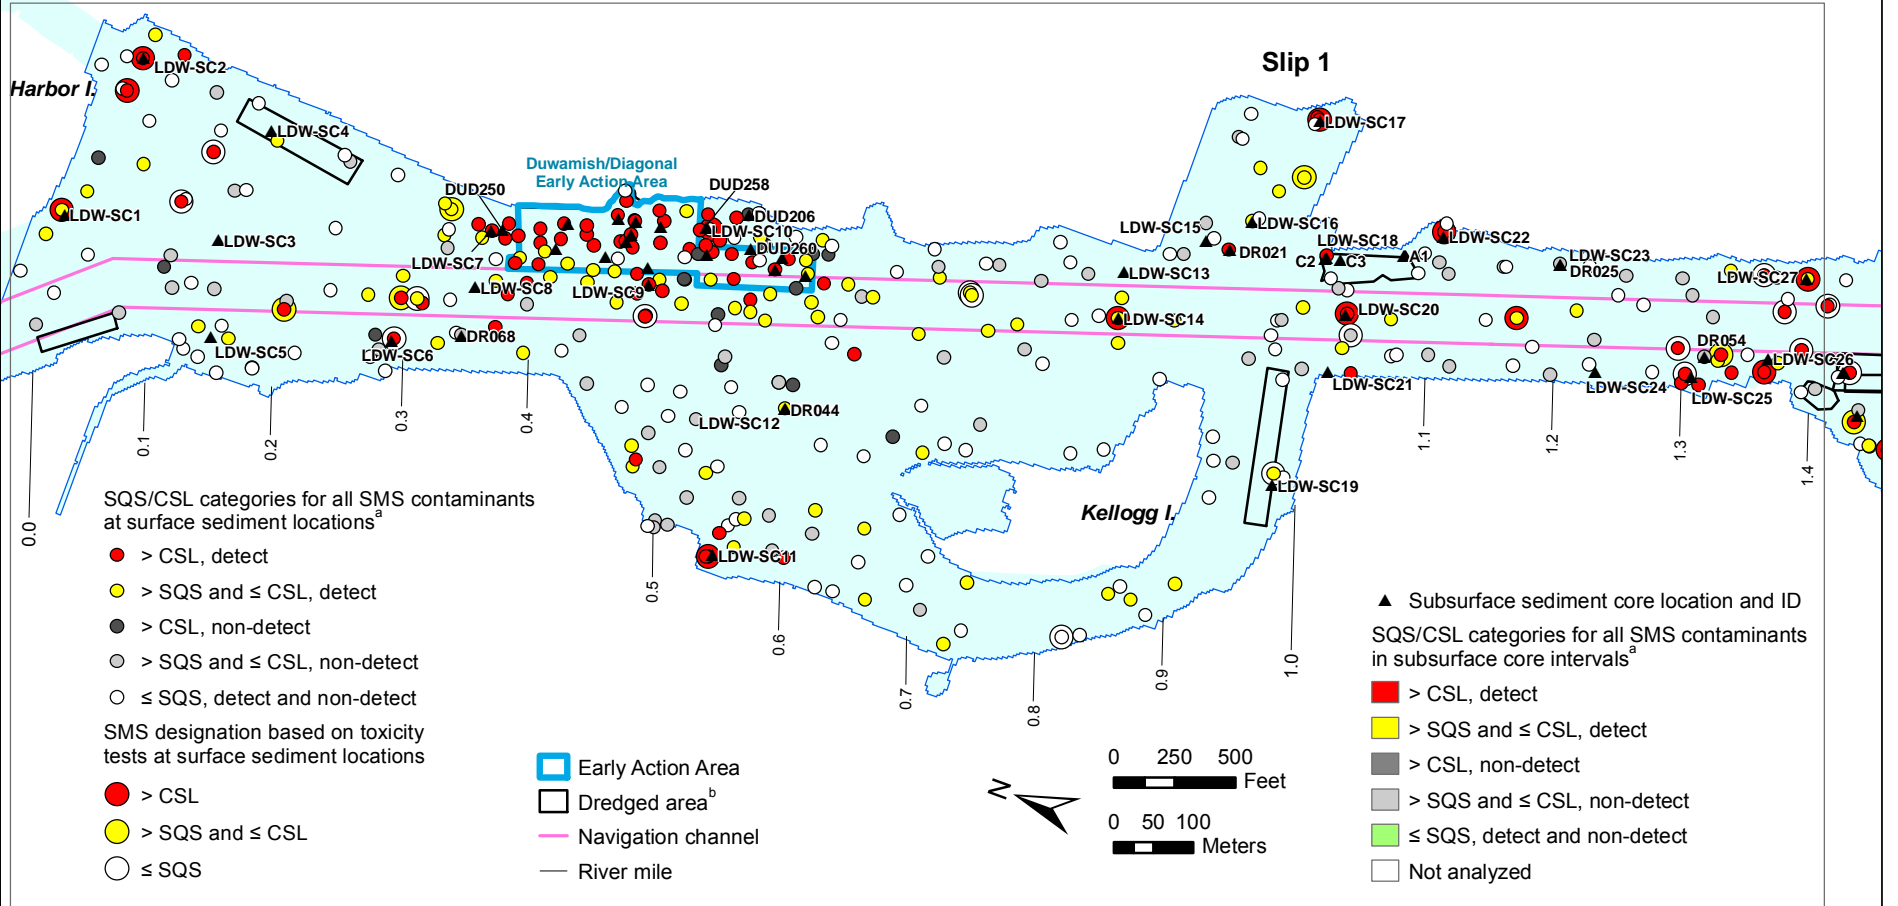 Slip 1
Harbor I.
LDW-SC2
LDW-SC4
LDW-SC17
Duwamish/Diagonal
Early Action Area
DUD250
DUD258
LDW-SC1
DUD206
LDW-SC10
LDW-SC3
LDW-SC15
LDW-SC16
LDW-SC22
LDW-SC7
DUD260
DR021
LDW-SC18
C2
C3
A1
LDW-SC23
DR025
LDW-SC13
LDW-SC27
LDW-SC8
LDW-SC9
LDW-SC14
LDW-SC20
DR068
LDW-SC5
LDW-SC6
DR054
LDW-SC26
LDW-SC21
LDW-SC24
LDW-SC25
DR044
LDW-SC12
LDW-SC19
Kellogg I.
LDW-SC11
0.0
0.1
0.2
0.3
0.4
0.5
0.6
0.7
0.8
0.9
1.0
1.1
1.2
1.3
1.4
SQS/CSL categories for all SMS contaminants
at surface sediment locationsa
> CSL, detect
> SQS and ≤ CSL, detect
> CSL, non-detect
> SQS and ≤ CSL, non-detect
≤ SQS, detect and non-detect
SMS designation based on toxicity
tests at surface sediment locations
> CSL
> SQS and ≤ CSL
≤ SQS
Early Action Area
Dredged areab
Navigation channel
River mile
N
0 250 500
Feet
0 50 100
Meters
Subsurface sediment core location and ID
SQS/CSL categories for all SMS contaminants
in subsurface core intervalsa
> CSL, detect
> SQS and ≤ CSL, detect
> CSL, non-detect
> SQS and ≤ CSL, non-detect
≤ SQS, detect and non-detect
Not analyzed